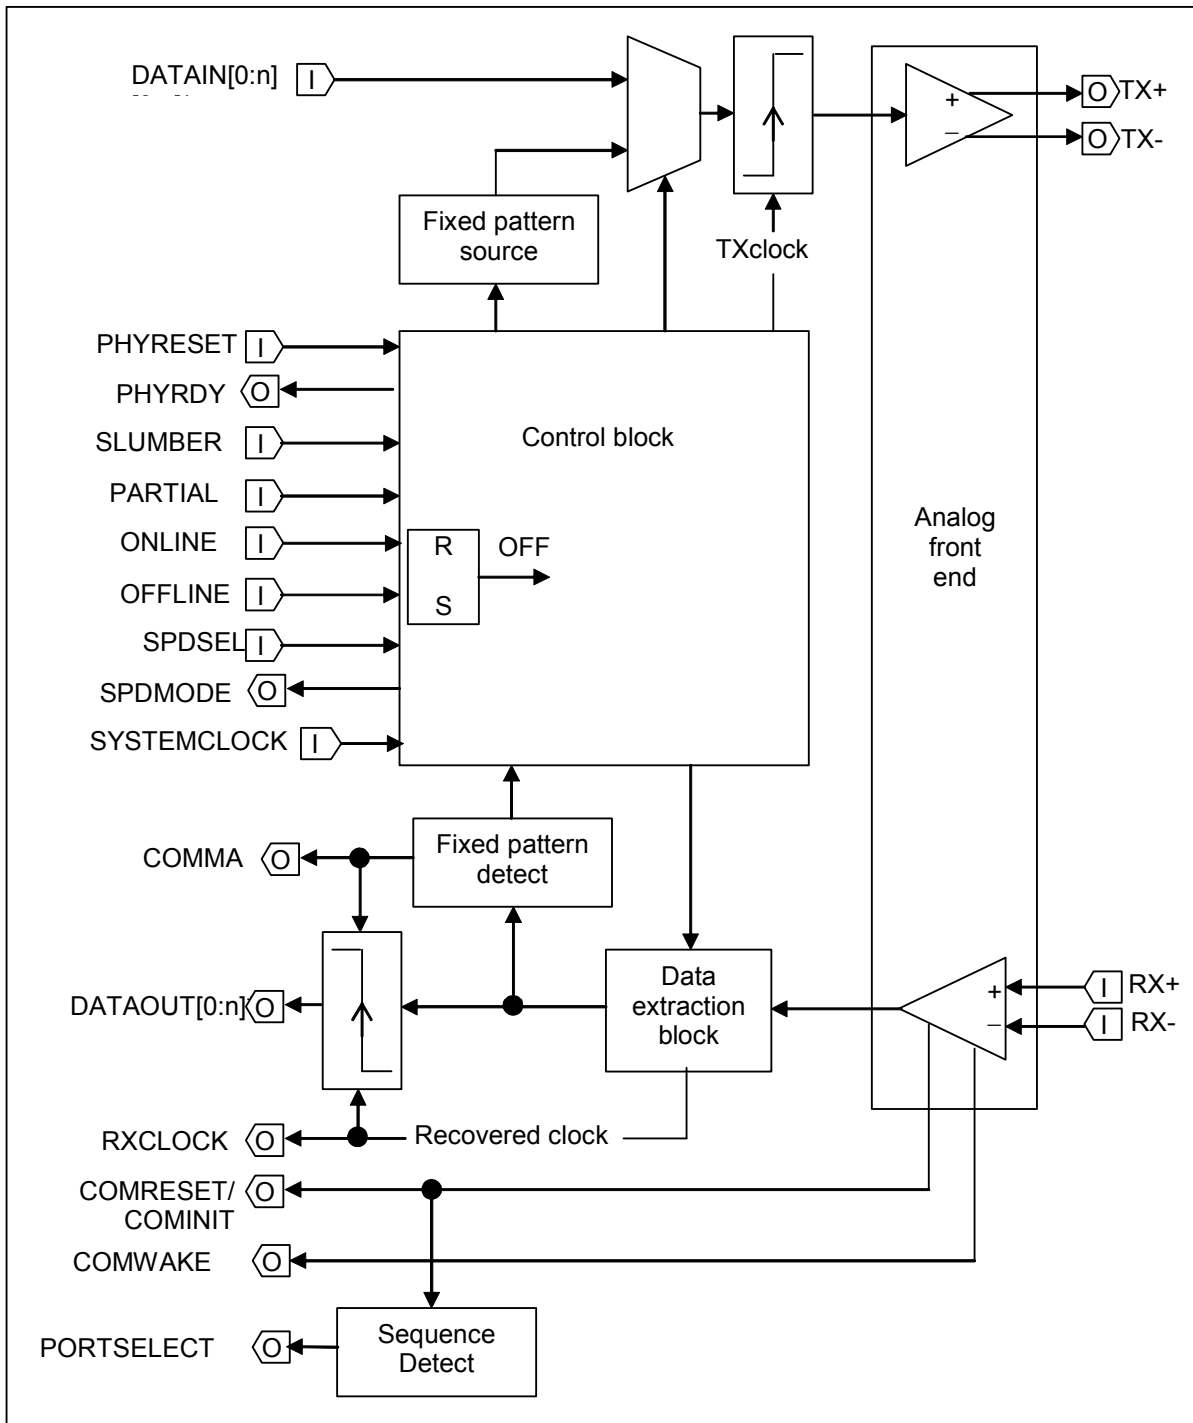 DATAIN[0:n]
I
+
−
O
TX+
O
TX-
Fixed pattern
source
TXclock
PHYRESET
I
PHYRDY
O
SLUMBER
I
Control block
PARTIAL
I
ONLINE
I
R
OFF
Analog
front
end
OFFLINE
I
S
SPDSEL
I
SPDMODE
O
SYSTEMCLOCK
I
COMMA
O
Fixed pattern
detect
DATAOUT[0:n]
O
Data
extraction
block
+
−
I
RX+
I
RX-
RXCLOCK
O
Recovered clock
COMRESET/
COMINIT
O
COMWAKE
O
PORTSELECT
O
Sequence
Detect